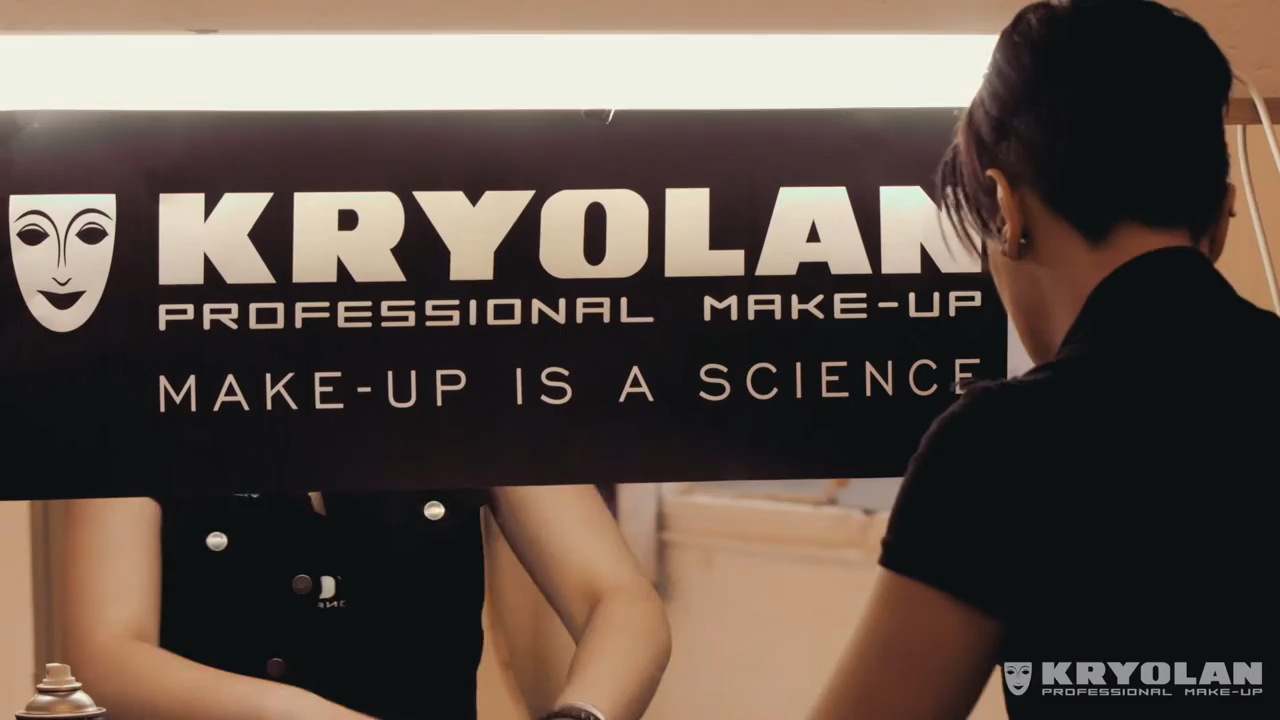 KRYOLAN
PROFESSIONAL MAKE-UP
MAKE-UP IS A SCIENCE
KRYOLAN
PROFESSIONAL MAKE-UP